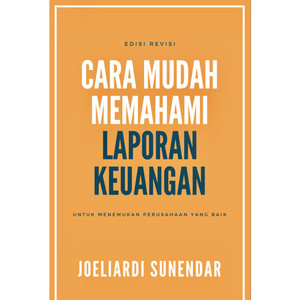 EDISI REVISI
CARA MUDAH
MEMAHAMI
LAPORAN
KEUANGAN
UNTUK MENEMUKAN PERUSAHAAN YANG BAIK
JOELIARDI SUNENDAR